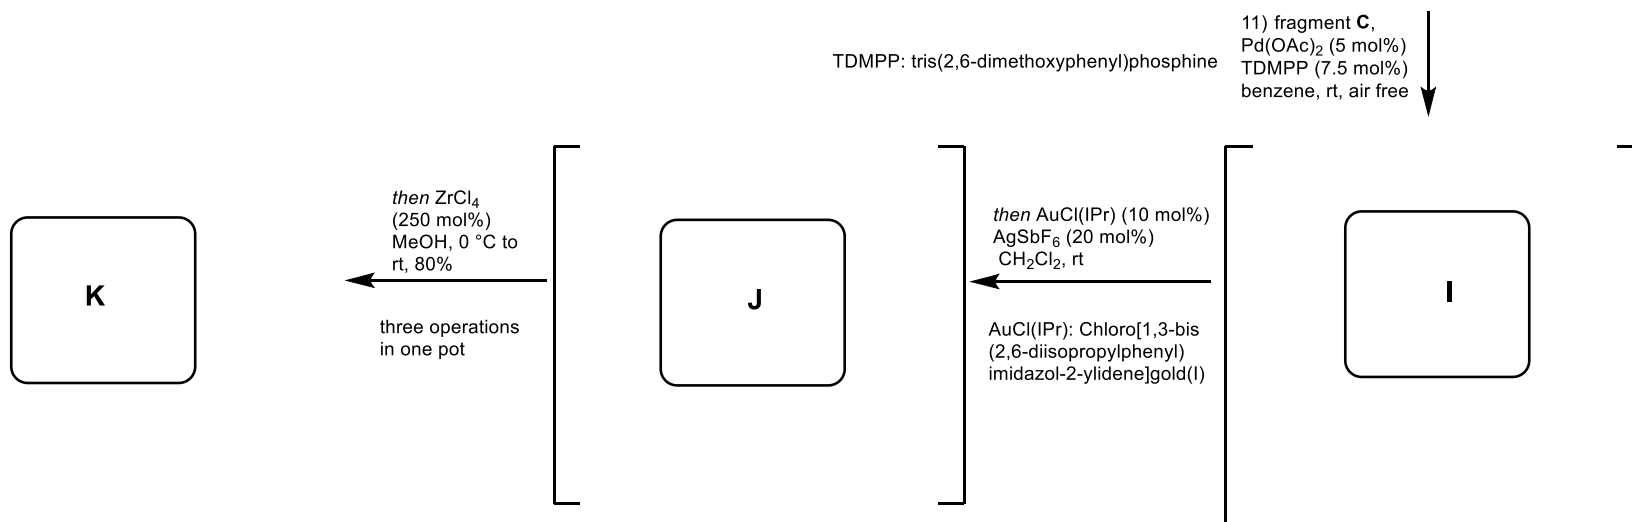 11) fragment C,
Pd(OAc)2 (5 mol%)
TDMPP (7.5 mol%)
benzene, rt, air free
TDMPP: tris(2,6-dimethoxyphenyl)phosphine
I
then AuCl(IPr) (10 mol%)
AgSbF6 (20 mol%)
CH2Cl2, rt
AuCl(IPr): Chloro[1,3-bis
(2,6-diisopropylphenyl)
imidazol-2-ylidene]gold(I)
J
then ZrCl4
(250 mol%)
MeOH, 0 °C to
rt, 80%
three operations
in one pot
K